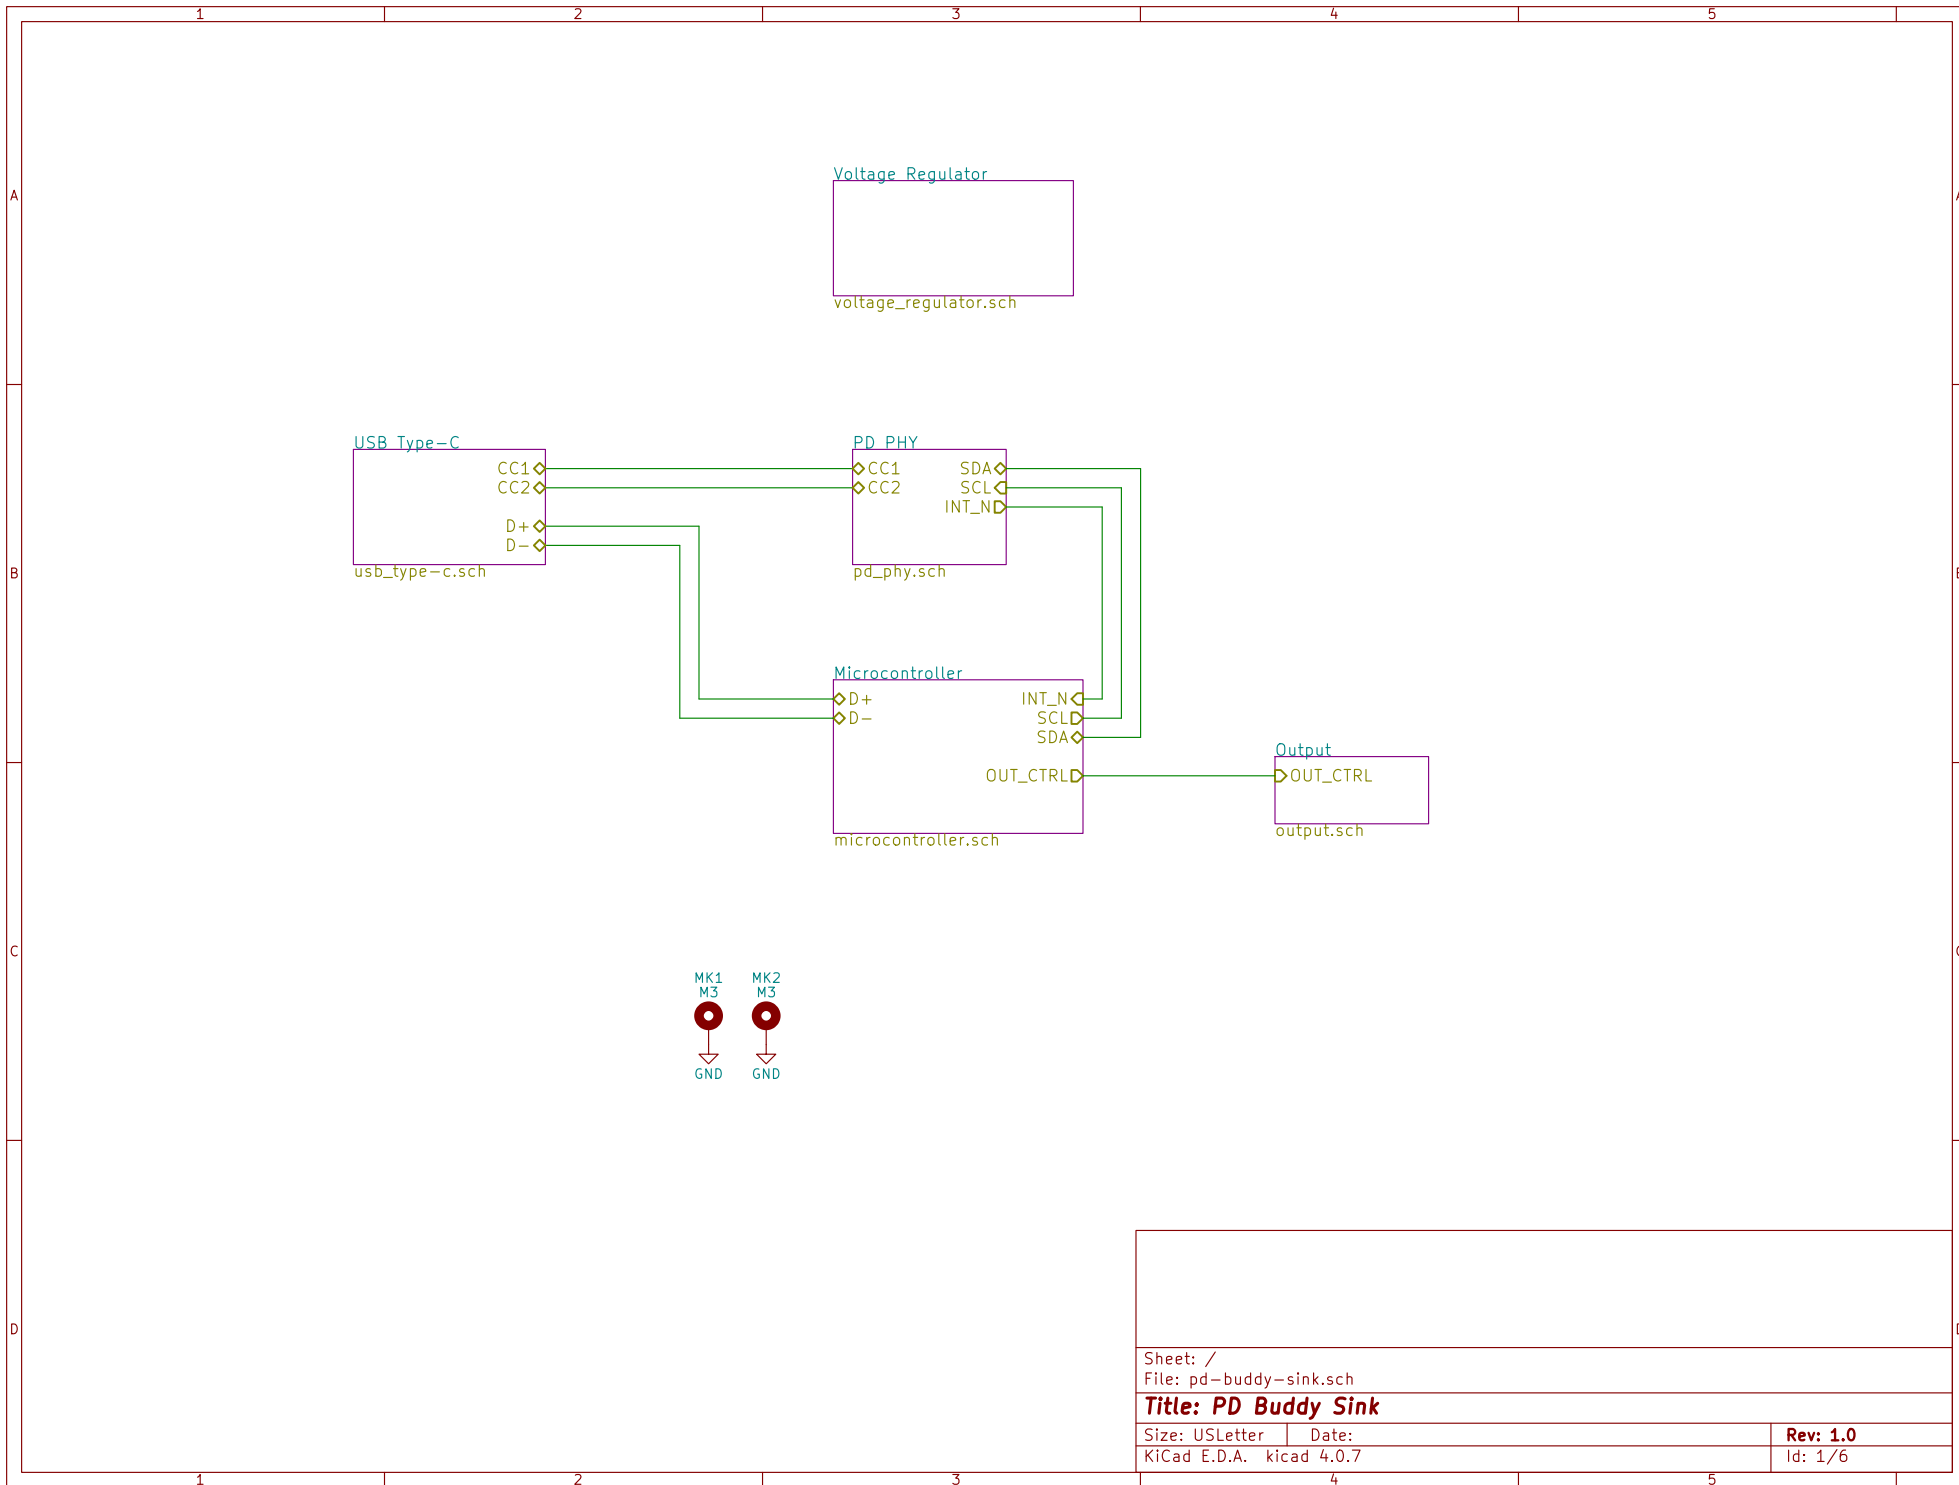 1 2 3 4 5
A
Voltage Regulator
voltage_regulator.sch
USB Type-C
CC1
CC2
D+
D-
usb_type-c.sch
PD PHY
CC1 SDA
CC2 SCL
INT_N
pd_phy.sch
B
Microcontroller
D+ INT_N
D- SCL
SDA
OUT_CTRL
microcontroller.sch
Output
OUT_CTRL
output.sch
C
MK1 MK2
M3 M3
GND GND
D
Sheet: /
File: pd-buddy-sink.sch
Title: PD Buddy Sink
Size: USLetter Date: Rev: 1.0
KiCad E.D.A. kicad 4.0.7 Id: 1/6
1 2 3 4 5